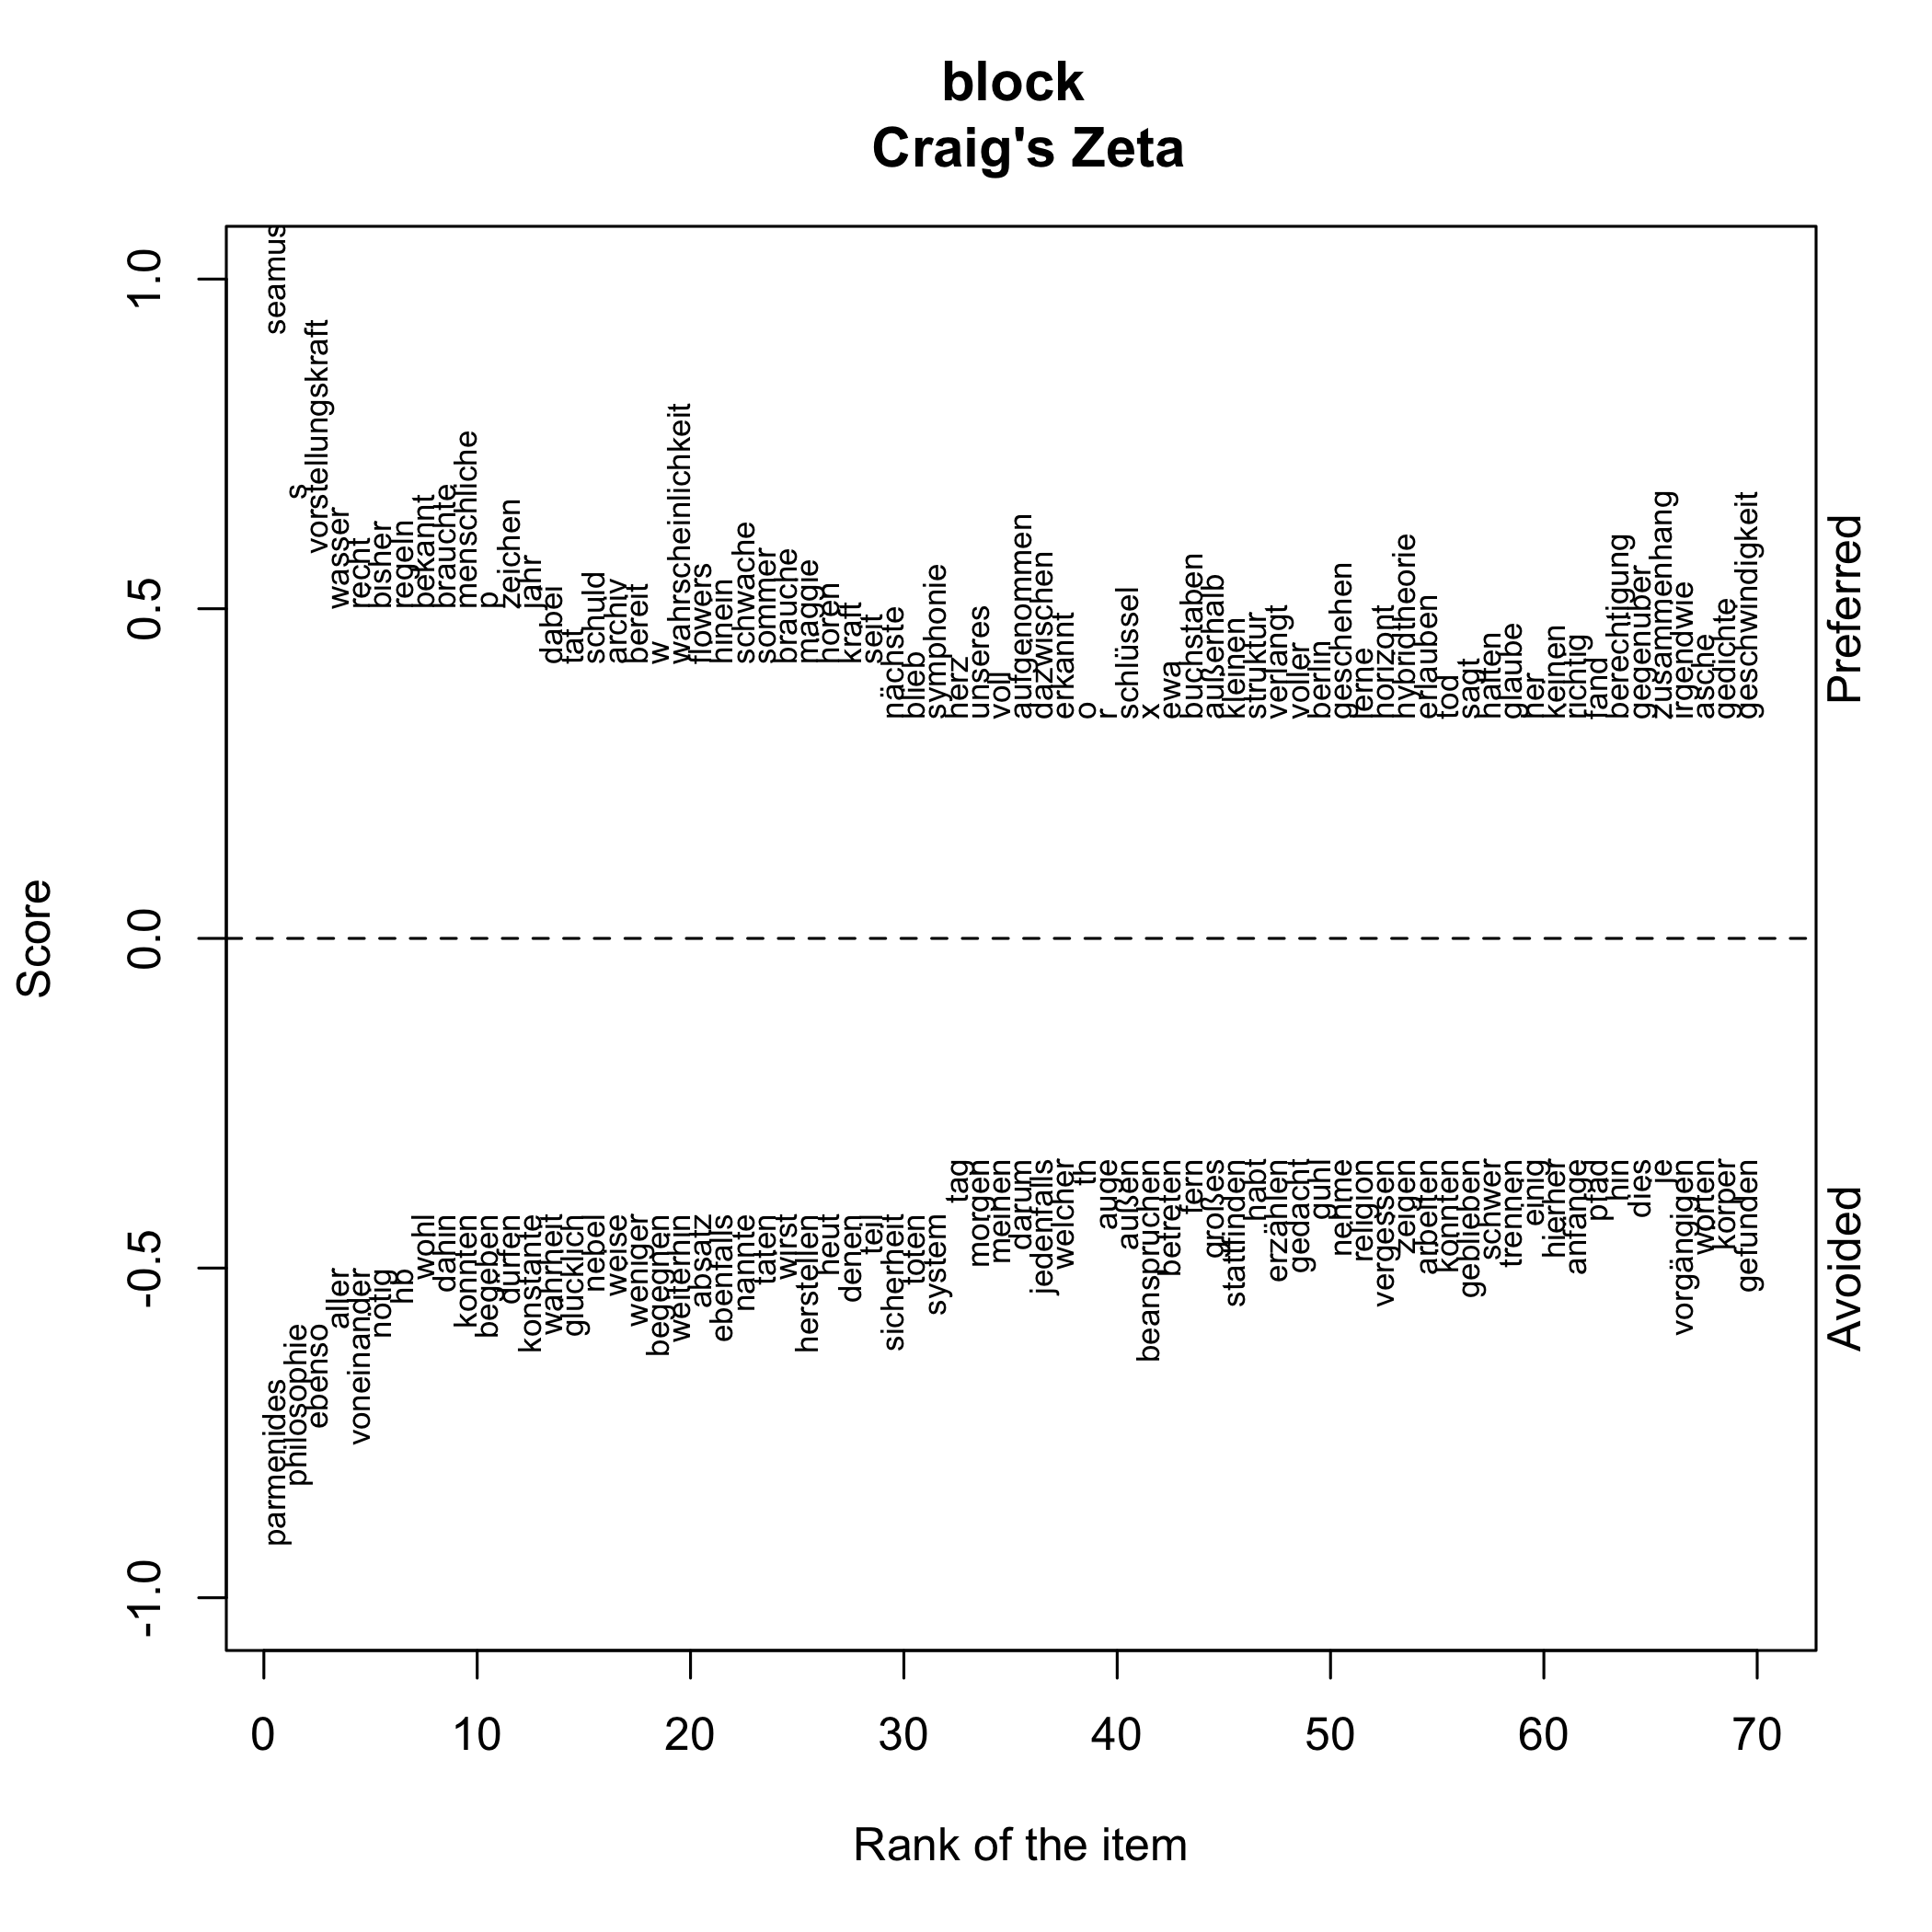 block
Craig's Zeta
Score
1.0
0.5
0.0
-0.5
-1.0
seamus
s
vorstellungskraft
wasser
recht
bisher
regeln
bekannt
brauchte
menschliche
p
zeichen
jahr
dabei
tat
schuld
archty
bereit
w
wahrscheinlichkeit
flowers
hinein
schwache
sommer
brauche
maggie
hören
kraft
seit
nächste
blieb
symphonie
herz
unseres
voll
aufgenommen
dazwischen
erkannt
o
r
schlüssel
x
etwa
buchstaben
außerhalb
kleinen
struktur
verlangt
voller
berlin
geschehen
lerne
horizont
hybridtheorie
erlauben
tod
sagt
hätten
glaube
her
keinen
richtig
fand
berechtigung
gegenüber
zusammenhang
irgendwie
asche
gedichte
geschwindigkeit
Preferred
parmenides
philosophie
ebenso
aller
voneinander
nötig
hb
wohl
dahin
konnten
begeben
dürfen
konstante
wahrheit
glücklich
nebel
weise
weniger
begegnen
weiterhin
absatz
ebenfalls
nannte
taten
wirst
herstellen
heut
denen
teil
sicherheit
toten
system
tag
morgen
meinen
darum
jedenfalls
welcher
th
auge
außen
beanspruchen
betreten
fern
großes
stattfinden
habt
erzählen
gedacht
guhl
nehme
religion
vergessen
zeigen
arbeiten
könnten
geblieben
schwer
trennen
einig
hierher
anfange
pfad
hin
dies
je
vorgängigen
worten
körper
gefunden
Avoided
0 10 20 30 40 50 60 70
Rank of the item